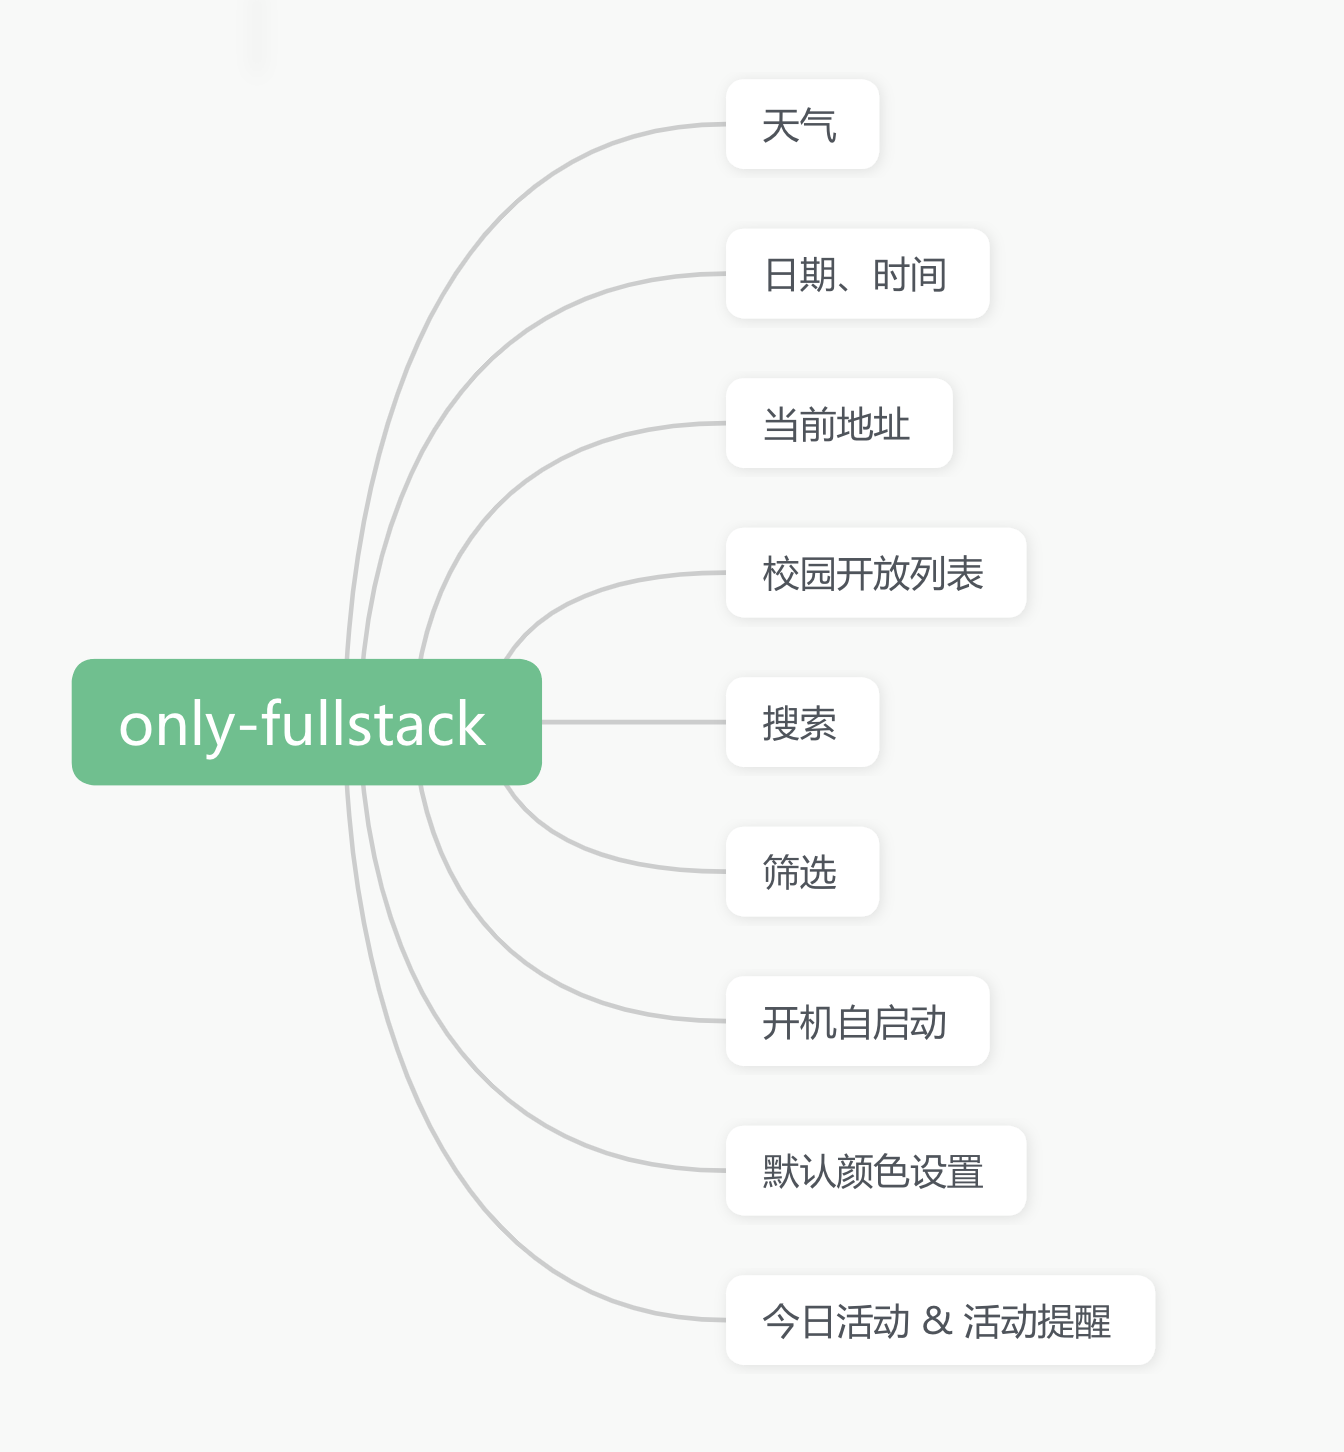 天气
日期、时间
当前地址
校园开放列表
only-fullstack
搜索
筛选
开机自启动
默认颜色设置
今日活动 & 活动提醒